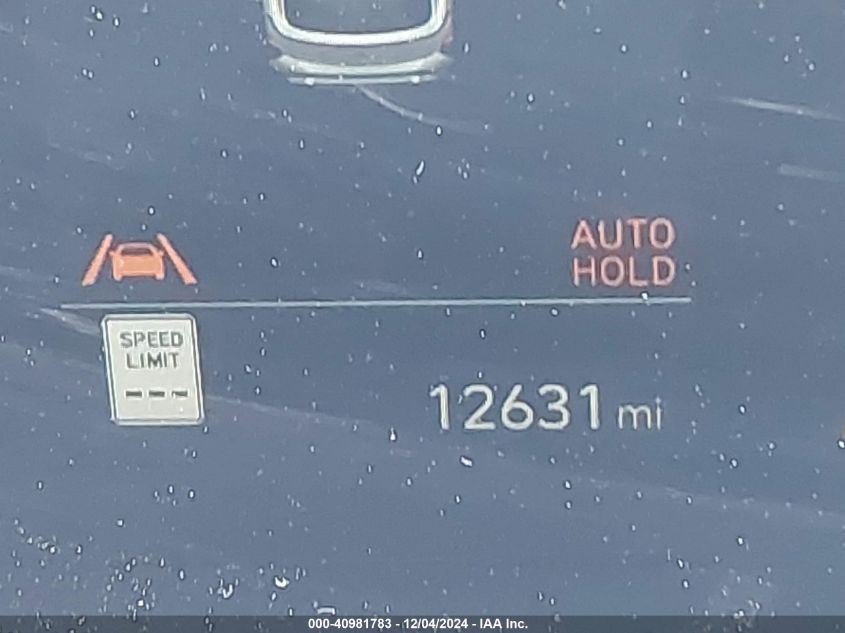 AUTO
HOLD
SPEED
LIMIT
---
12631 mi
000-40981783 - 12/04/2024 - IAA Inc.